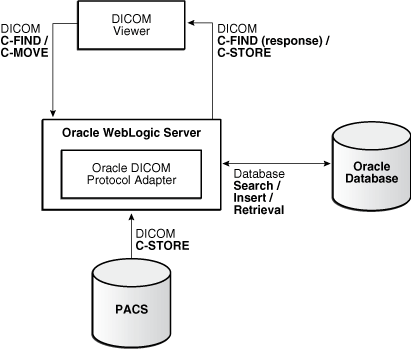 DICOM
Viewer
DICOM
C-FIND /
C-MOVE
DICOM
C-FIND (response) /
C-STORE
Oracle WebLogic Server
Oracle DICOM
Protocol Adapter
Database
Search /
Insert /
Retrieval
Oracle
Database
DICOM
C-STORE
PACS